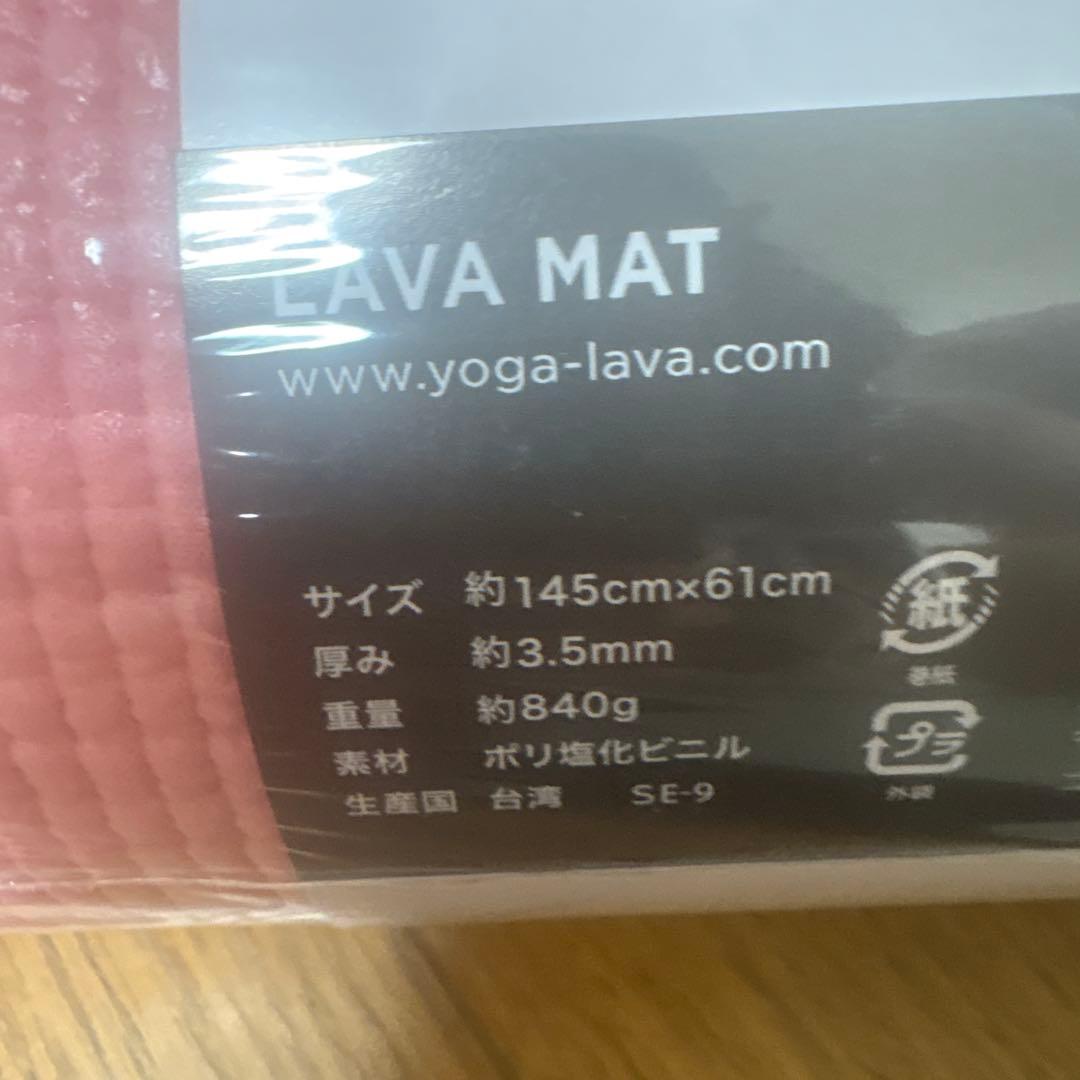 LAVA MAT
www.yoga-lava.com
サイズ 約145cm×61cm
厚み 約3.5mm
重量 約840g
素材 ポリ塩化ビニル
生産国 台湾 SE-9
紙
巻紙
プラ
外袋